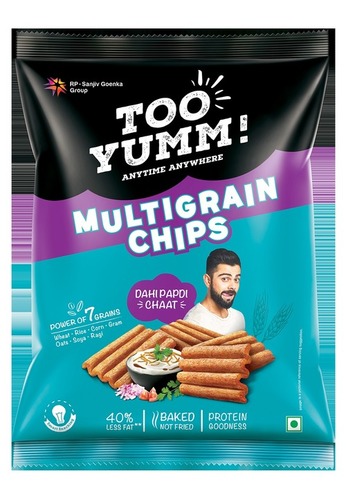 RP-Sanjiv Goenka
Group
TOO
YUMM!
ANYTIME ANYWHERE
MULTIGRAIN
CHIPS
DAHI PAPDI
CHAAT
POWER OF 7 GRAINS
Wheat - Rice - Corn - Gram
Oats - Soya - Ragi
40%
LESS FAT**
BAKED
NOT FRIED
PROTEIN
GOODNESS